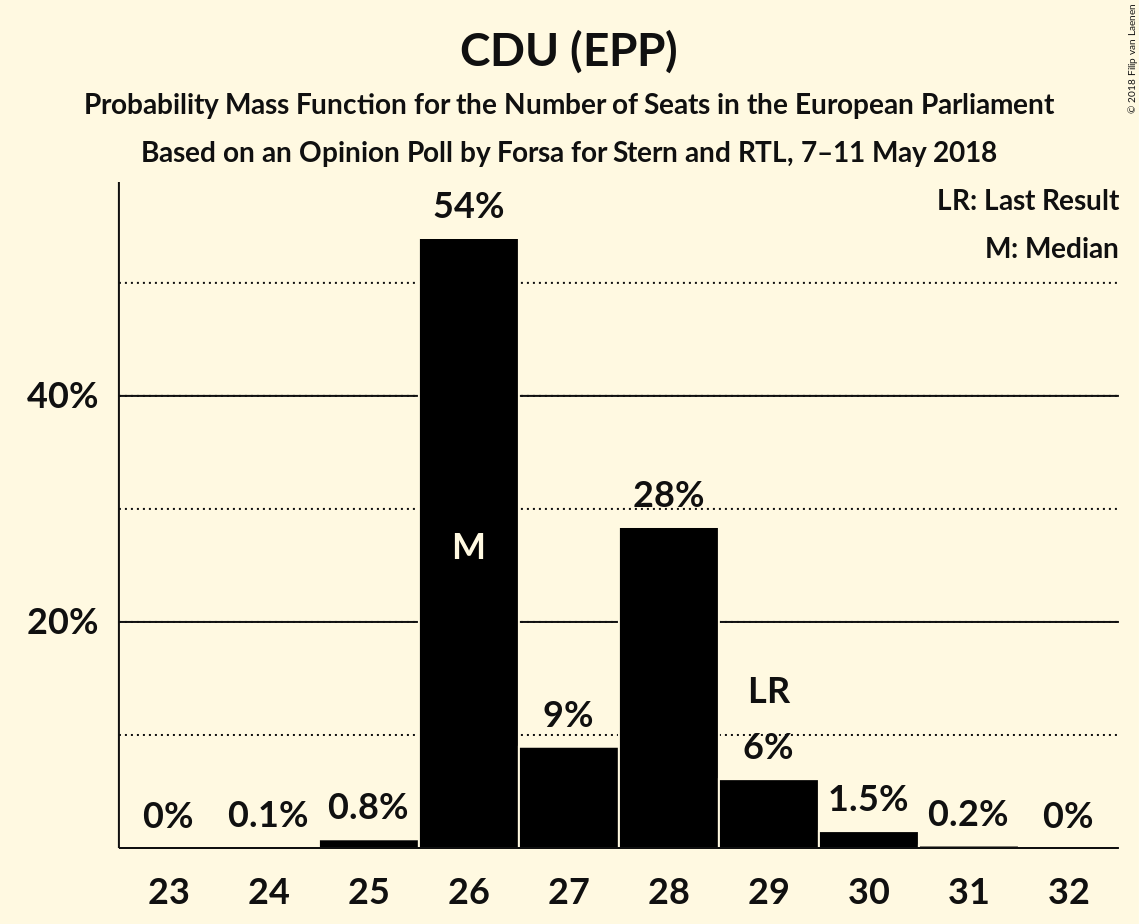 CDU (EPP)
Probability Mass Function for the Number of Seats in the European Parliament
Based on an Opinion Poll by Forsa for Stern and RTL, 7–11 May 2018
© 2018 Filip van Laenen
LR: Last Result
M: Median
54%
40%
28%
M
20%
LR
9%
6%
0%
0.1%
0.8%
1.5%
0.2%
0%
23 24 25 26 27 28 29 30 31 32